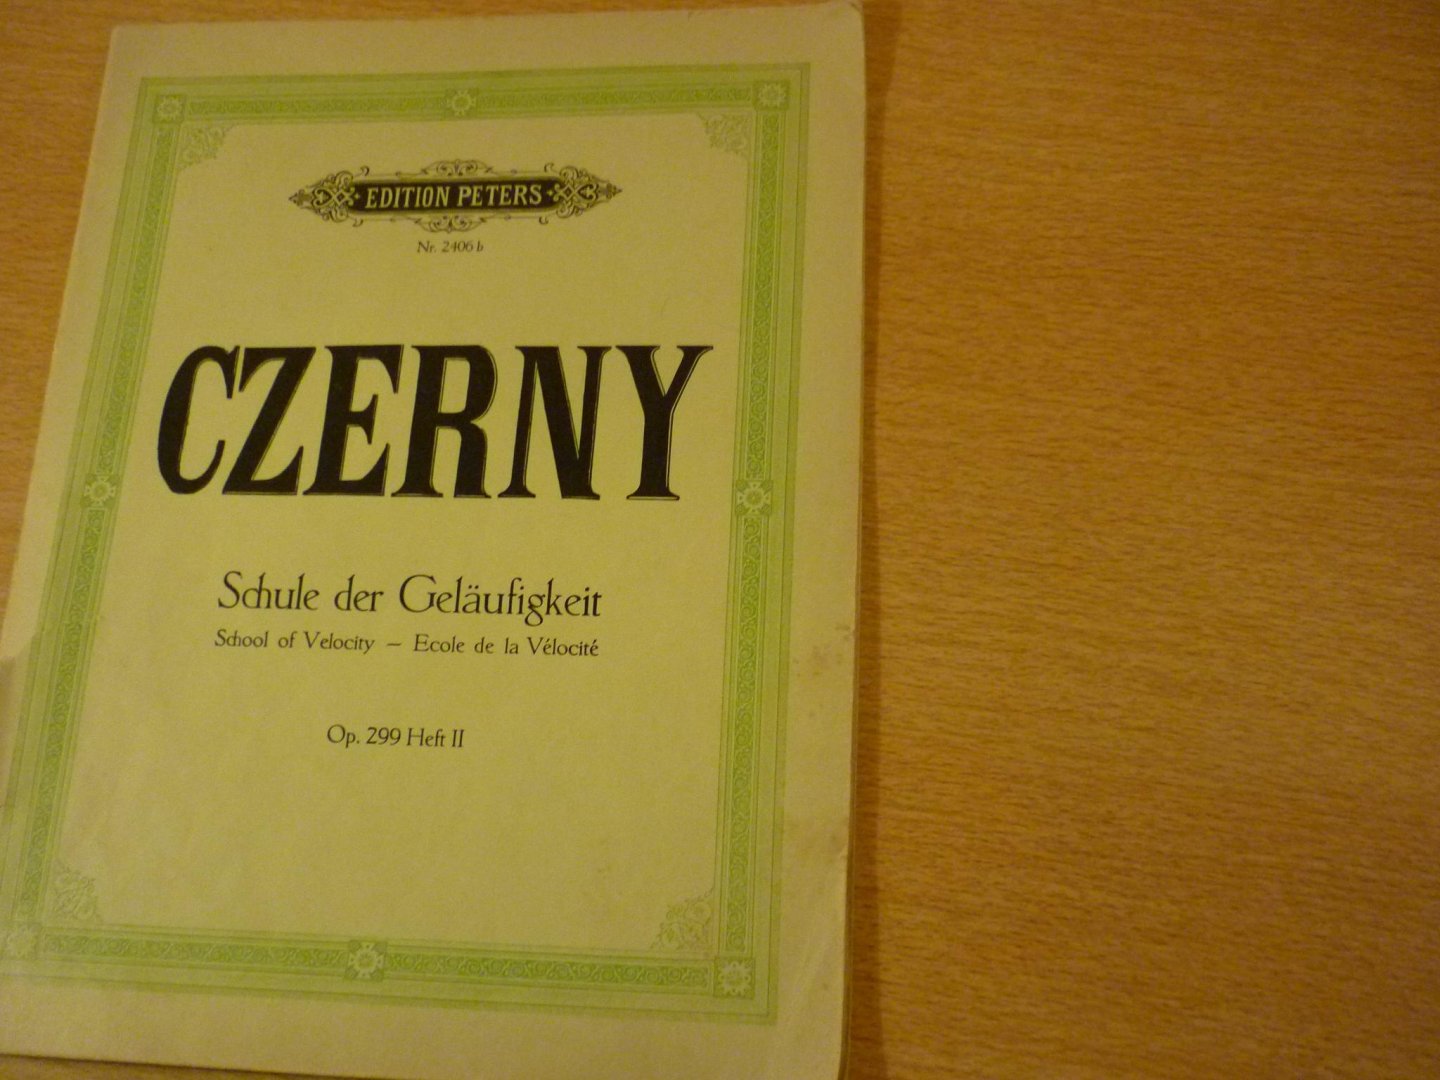 EDITION PETERS
Nr. 2406 b
CZERNY
Schule der Geläufigkeit
School of Velocity – Ecole de la Vélocité
Op. 299 Heft II